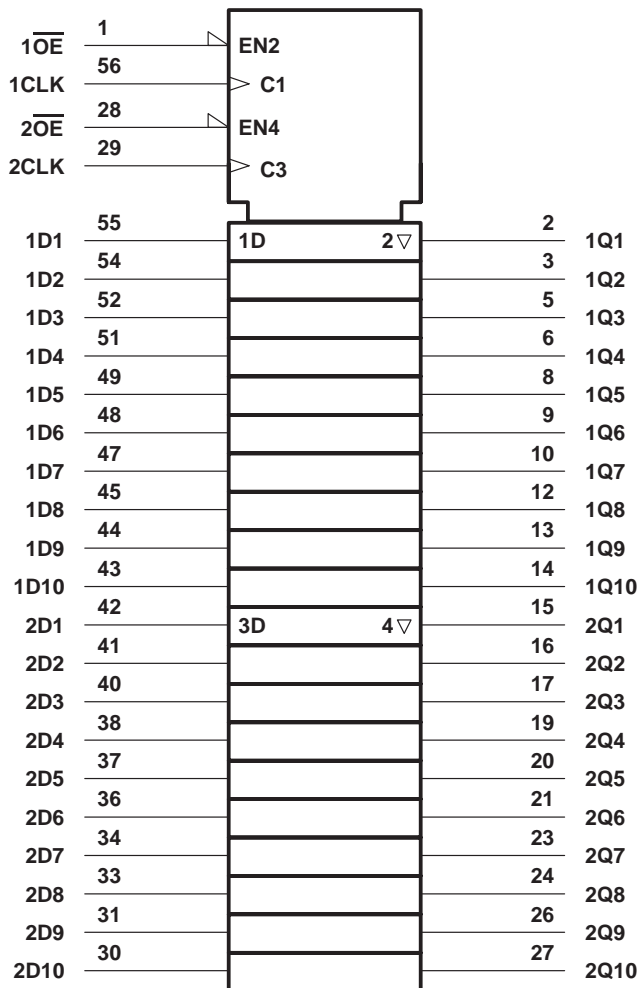 1 1O̅E̅ EN2
56 1CLK C1
28 2O̅E̅ EN4
29 2CLK C3
55 2
1D1 1D 2 ▽ 1Q1
54 3
1D2 1Q2
52 5
1D3 1Q3
51 6
1D4 1Q4
49 8
1D5 1Q5
48 9
1D6 1Q6
47 10
1D7 1Q7
45 12
1D8 1Q8
44 13
1D9 1Q9
43 14
1D10 1Q10
42 15
2D1 3D 4 ▽ 2Q1
41 16
2D2 2Q2
40 17
2D3 2Q3
38 19
2D4 2Q4
37 20
2D5 2Q5
36 21
2D6 2Q6
34 23
2D7 2Q7
33 24
2D8 2Q8
31 26
2D9 2Q9
30 27
2D10 2Q10